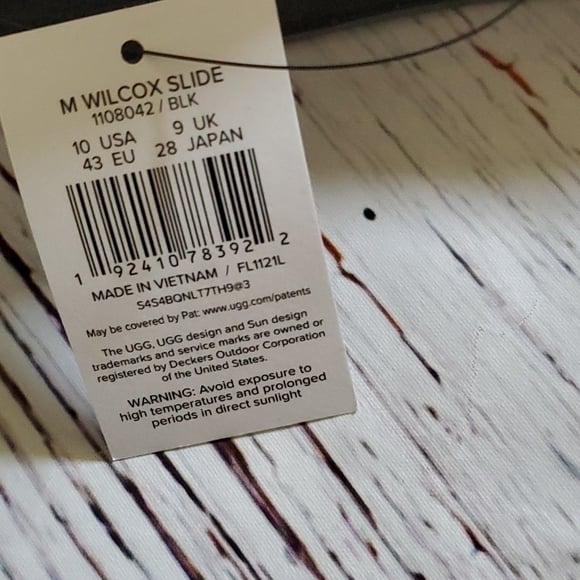 M WILCOX SLIDE
1108042 / BLK
10 USA 9 UK
43 EU 28 JAPAN
1 92410 78392 2
MADE IN VIETNAM / FL1121L
S4S4BQNLT7TH9@3
May be covered by Pat: www.ugg.com/patents
The UGG, UGG design and Sun design
trademarks and service marks are owned or
registered by Deckers Outdoor Corporation
of the United States.
WARNING: Avoid exposure to
high temperatures and prolonged
periods in direct sunlight